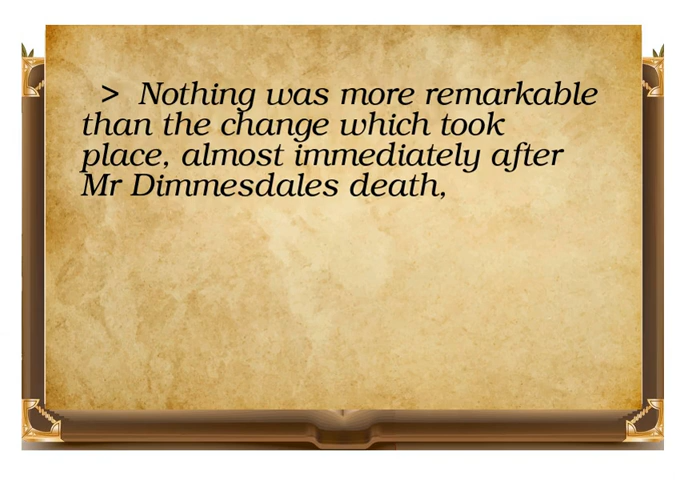 > Nothing was more remarkable
than the change which took
place, almost immediately after
Mr Dimmesdales death,